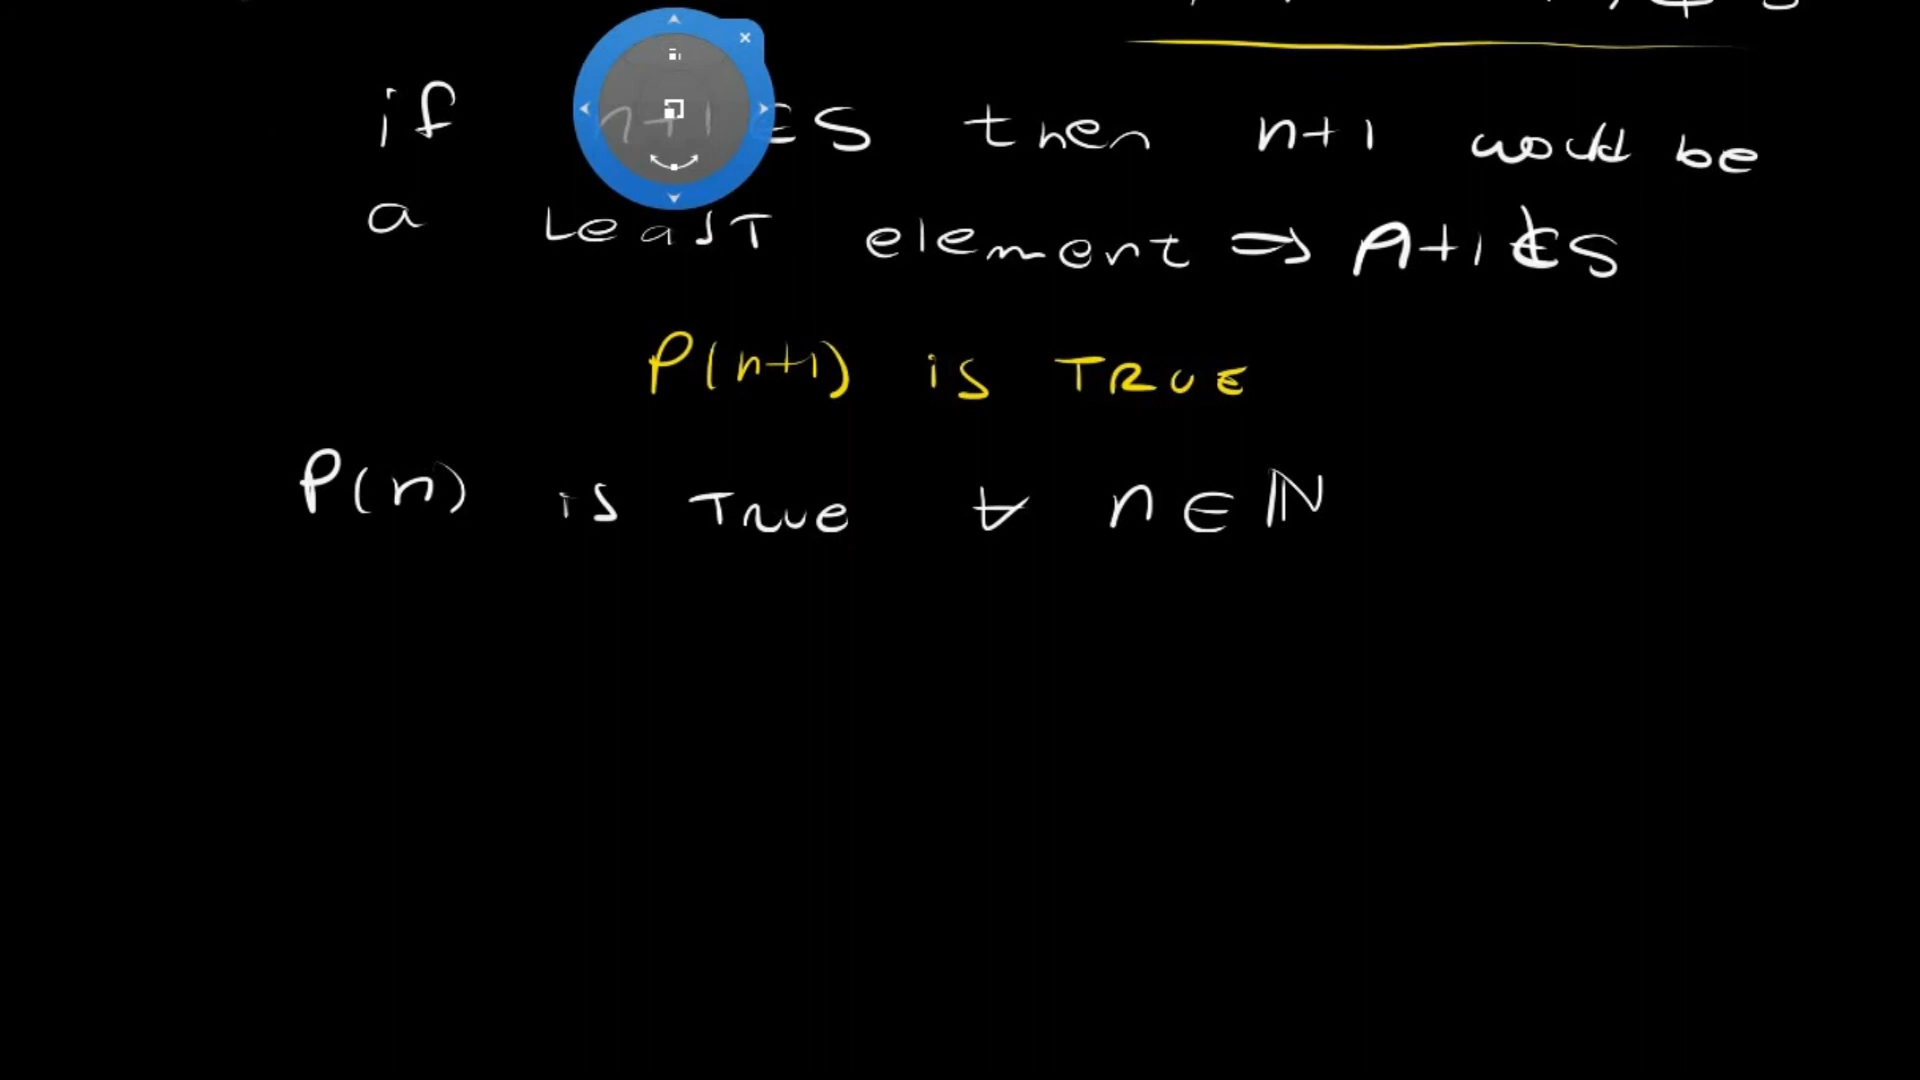 if n+1 ∈ S then n+1 would be
a Least element ⇒ n+1 ∉ S
P(n+1) is TRUE
P(n) is True ∀ n ∈ ℕ